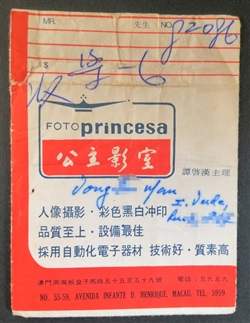 MR.
先生 NO. 82086
$
FOTO princesa
公主影室
譚啓漢主理
人像攝影·彩色黑白冲印
品質至上·設備最佳
採用自動化電子器材 技術好·質素高
澳門南灣殷皇子馬路五十五至五十九號 電話:五九五九
NO. 55-59, AVENIDA INFANTE D. HENRIQUE, MACAU. TEL. 5959